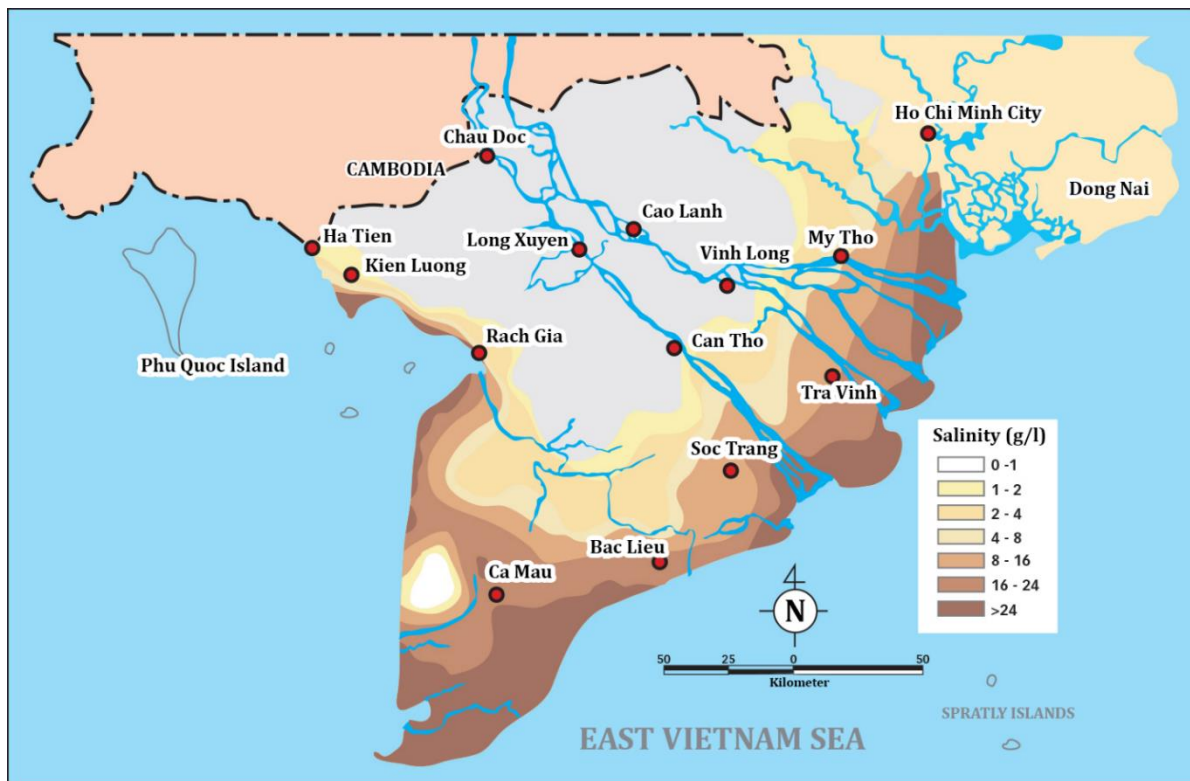 Ho Chi Minh City
Chau Doc
CAMBODIA
Dong Nai
Cao Lanh
Ha Tien
Long Xuyen
My Tho
Vinh Long
Kien Luong
Rach Gia
Can Tho
Phu Quoc Island
Tra Vinh
Soc Trang
Bac Lieu
Ca Mau
Salinity (g/l)
0 -1
1 - 2
2 - 4
4 - 8
8 - 16
16 - 24
>24
N
50 25 0 50
Kilometer
SPRATLY ISLANDS
EAST VIETNAM SEA